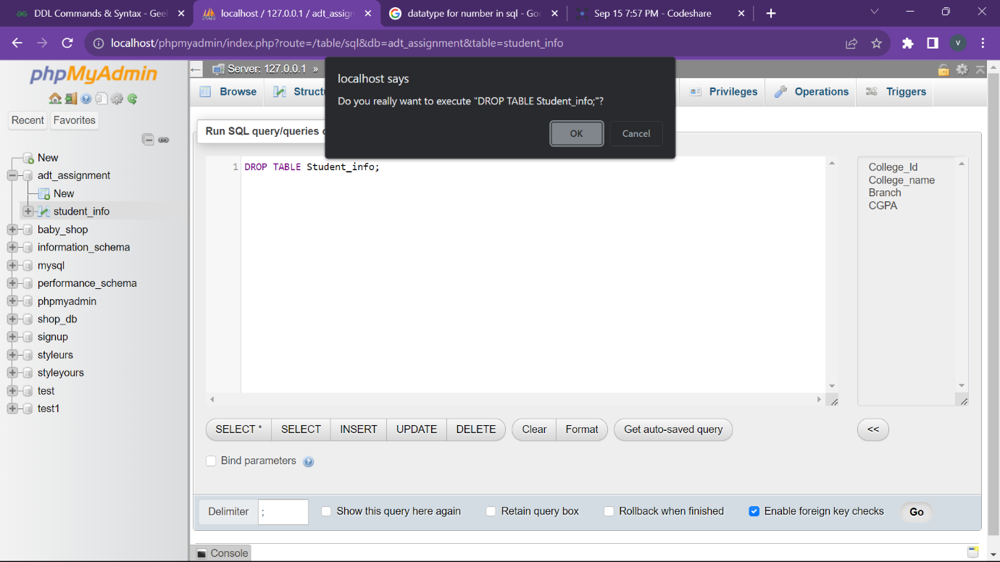 DDL Commands & Syntax - Geel
localhost / 127.0.0.1 / adt_assign
datatype for number in sql - Goo
Sep 15 7:57 PM - Codeshare
localhost/phpmyadmin/index.php?route=/table/sql&db=adt_assignment&table=student_info
V
phpMyAdmin
Recent
Favorites
New
adt_assignment
New
student_info
baby_shop
information_schema
mysql
performance_schema
phpmyadmin
shop_db
signup
styleurs
styleyours
test
test1
Server: 127.0.0.1 »
Browse
Privileges
Operations
Triggers
localhost says
Do you really want to execute "DROP TABLE Student_info;"?
OK
Cancel
Run SQL query/queries
1 DROP TABLE Student_info;
College_Id
College_name
Branch
CGPA
SELECT *
SELECT
INSERT
UPDATE
DELETE
Clear
Format
Get auto-saved query
<<
Bind parameters
Delimiter
;
Show this query here again
Retain query box
Rollback when finished
Enable foreign key checks
Go
Console